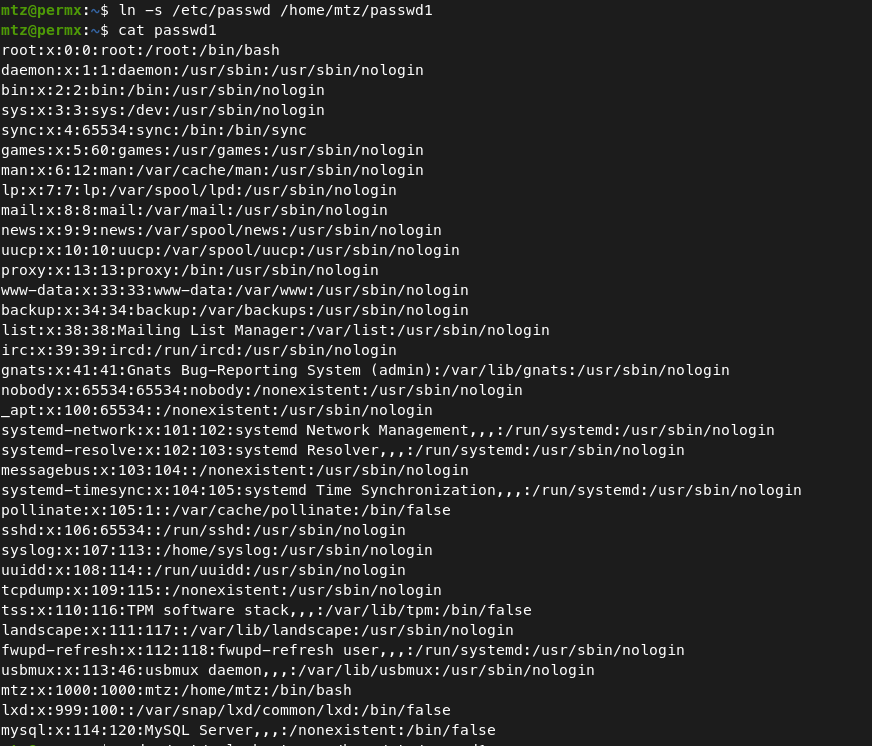 mtz@permx:~$ ln -s /etc/passwd /home/mtz/passwd1
mtz@permx:~$ cat passwd1
root:x:0:0:root:/root:/bin/bash
daemon:x:1:1:daemon:/usr/sbin:/usr/sbin/nologin
bin:x:2:2:bin:/bin:/usr/sbin/nologin
sys:x:3:3:sys:/dev:/usr/sbin/nologin
sync:x:4:65534:sync:/bin:/bin/sync
games:x:5:60:games:/usr/games:/usr/sbin/nologin
man:x:6:12:man:/var/cache/man:/usr/sbin/nologin
lp:x:7:7:lp:/var/spool/lpd:/usr/sbin/nologin
mail:x:8:8:mail:/var/mail:/usr/sbin/nologin
news:x:9:9:news:/var/spool/news:/usr/sbin/nologin
uucp:x:10:10:uucp:/var/spool/uucp:/usr/sbin/nologin
proxy:x:13:13:proxy:/bin:/usr/sbin/nologin
www-data:x:33:33:www-data:/var/www:/usr/sbin/nologin
backup:x:34:34:backup:/var/backups:/usr/sbin/nologin
list:x:38:38:Mailing List Manager:/var/list:/usr/sbin/nologin
irc:x:39:39:ircd:/run/ircd:/usr/sbin/nologin
gnats:x:41:41:Gnats Bug-Reporting System (admin):/var/lib/gnats:/usr/sbin/nologin
nobody:x:65534:65534:nobody:/nonexistent:/usr/sbin/nologin
_apt:x:100:65534::/nonexistent:/usr/sbin/nologin
systemd-network:x:101:102:systemd Network Management,,,:/run/systemd:/usr/sbin/nologin
systemd-resolve:x:102:103:systemd Resolver,,,:/run/systemd:/usr/sbin/nologin
messagebus:x:103:104::/nonexistent:/usr/sbin/nologin
systemd-timesync:x:104:105:systemd Time Synchronization,,,:/run/systemd:/usr/sbin/nologin
pollinate:x:105:1::/var/cache/pollinate:/bin/false
sshd:x:106:65534::/run/sshd:/usr/sbin/nologin
syslog:x:107:113::/home/syslog:/usr/sbin/nologin
uuidd:x:108:114::/run/uuidd:/usr/sbin/nologin
tcpdump:x:109:115::/nonexistent:/usr/sbin/nologin
tss:x:110:116:TPM software stack,,,:/var/lib/tpm:/bin/false
landscape:x:111:117::/var/lib/landscape:/usr/sbin/nologin
fwupd-refresh:x:112:118:fwupd-refresh user,,,:/run/systemd:/usr/sbin/nologin
usbmux:x:113:46:usbmux daemon,,,:/var/lib/usbmux:/usr/sbin/nologin
mtz:x:1000:1000:mtz:/home/mtz:/bin/bash
lxd:x:999:100::/var/snap/lxd/common/lxd:/bin/false
mysql:x:114:120:MySQL Server,,,:/nonexistent:/bin/false